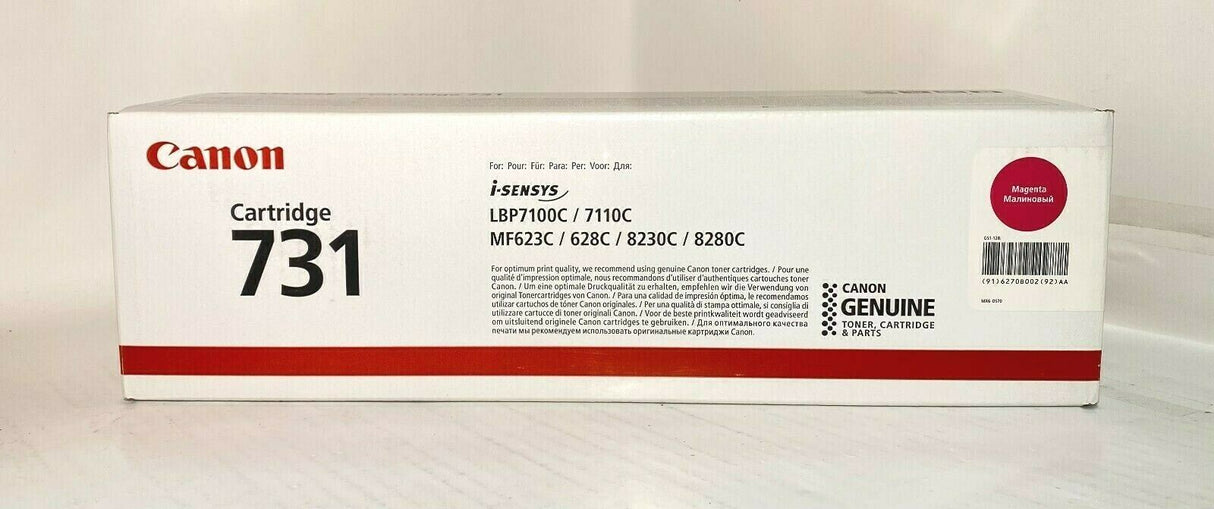 Canon
Cartridge
731
For: Pour: Für: Para: Per: Voor: Для:
i-SENSYS
LBP7100C / 7110C
MF623C / 628C / 8230C / 8280C
For optimum print quality, we recommend using genuine Canon toner cartridges. / Pour une
qualité d'impression optimale, nous recommandons d'utiliser d'authentiques cartouches toner
Canon. / Um eine optimale Druckqualität zu erhalten, empfehlen wir die Verwendung von
original Tonercartridges von Canon. / Para una calidad de impresión óptima, le recomendamos
utilizar cartuchos de toner Canon originales. / Per una qualità di stampa ottimale, si consiglia di
utilizzare cartucce di toner originali Canon. / Voor de beste printkwaliteit wordt geadviseerd
om uitsluitend originele Canon cartridges te gebruiken. / Для оптимального качества
печати мы рекомендуем использовать оригинальные картриджи Canon.
CANON
GENUINE
TONER, CARTRIDGE
& PARTS
Magenta
Малиновый
(91)62708002(92)AA